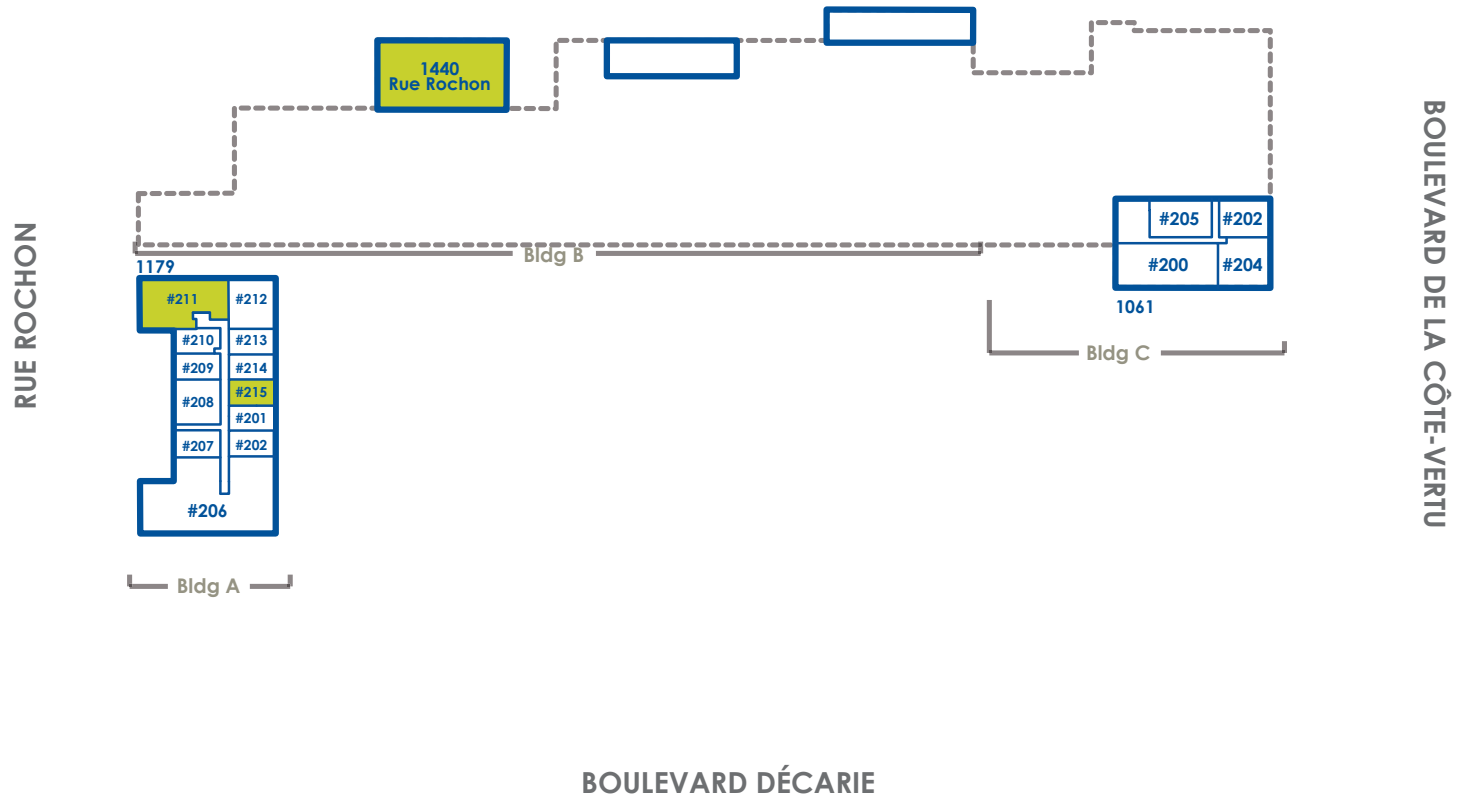 1440
Rue Rochon
RUE ROCHON
BOULEVARD DE LA CÔTE-VERTU
#205
#202
#200
#204
1061
Bldg B
1179
#211
#212
#210
#213
#209
#214
#208
#215
#201
#207
#202
#206
Bldg C
Bldg A
BOULEVARD DÉCARIE